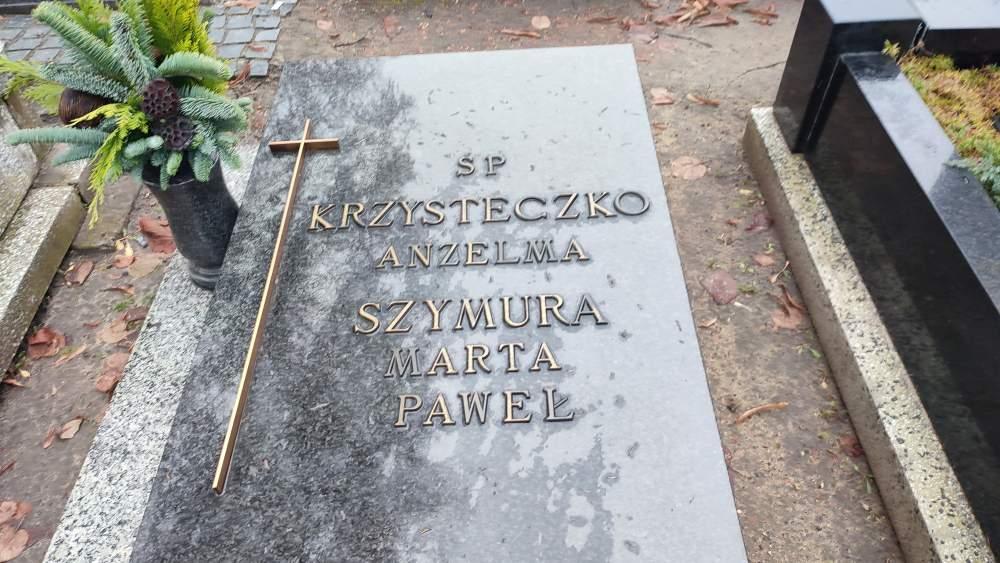 SP
KRZYSTECZKO
ANZELMA
SZYMURA
MARTA
PAWEŁ